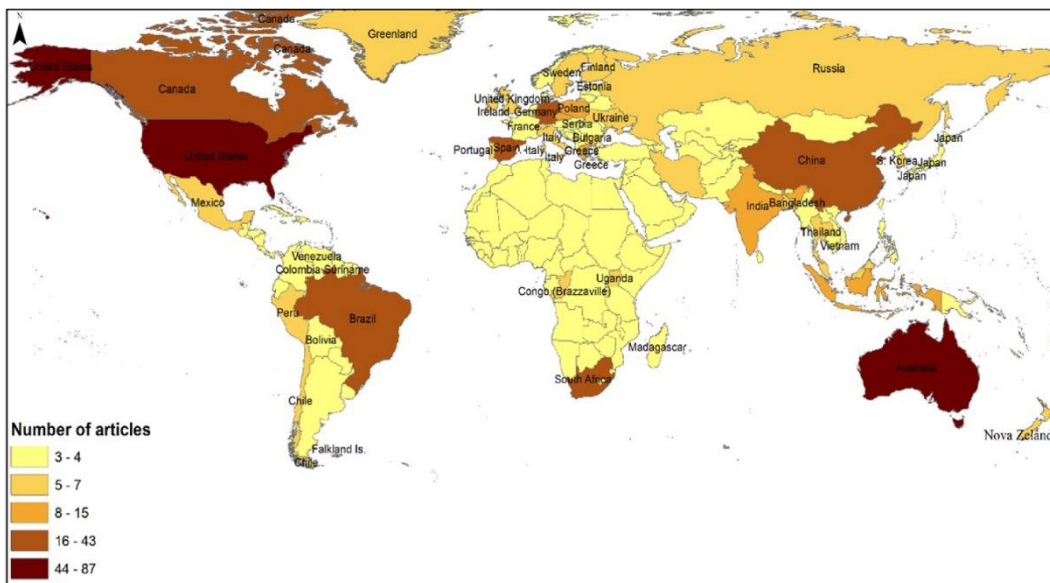 Canada
Greenland
Canada
United States
Canada
Russia
Sweden
Finland
Estonia
United Kingdom
Ireland
Germany
Poland
Ukraine
France
Serbia
Bulgaria
Italy
Portugal
Spain
Italy
Italy
Greece
Greece
United States
China
Japan
S. Korea
Japan
Japan
Mexico
India
Bangladesh
Thailand
Vietnam
Venezuela
Colombia
Suriname
Uganda
Congo (Brazzaville)
Peru
Brazil
Bolivia
Madagascar
South Africa
Australia
Chile
Nova Zelând
Falkland Is.
Chile
Number of articles
3 - 4
5 - 7
8 - 15
16 - 43
44 - 87